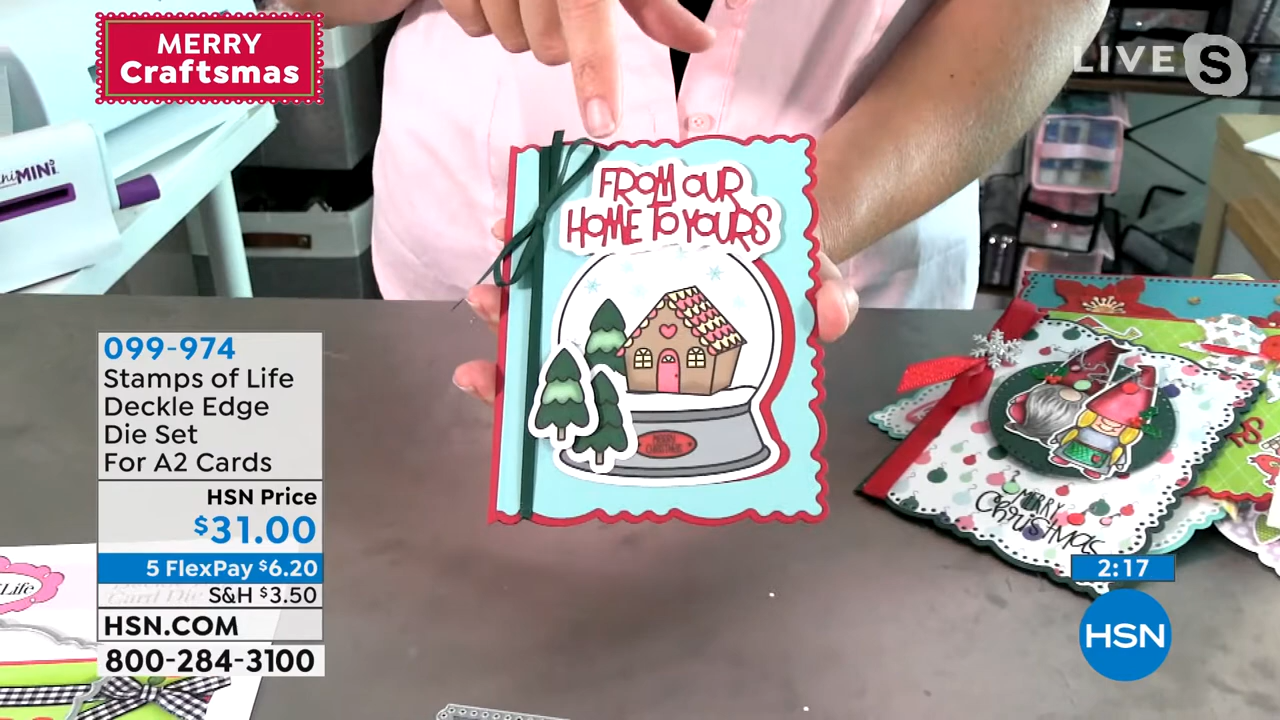 MERRY
Craftsmas
LIVE S
MINI
FROM OUR
HOME TO YOURS
MERRY
CHRISTMAS
099-974
Stamps of Life
Deckle Edge
Die Set
For A2 Cards
HSN Price
$31.00
5 FlexPay $6.20
S&H $3.50
HSN.COM
800-284-3100
Life
MERRY
CHRISTMAS
2:17
HSN